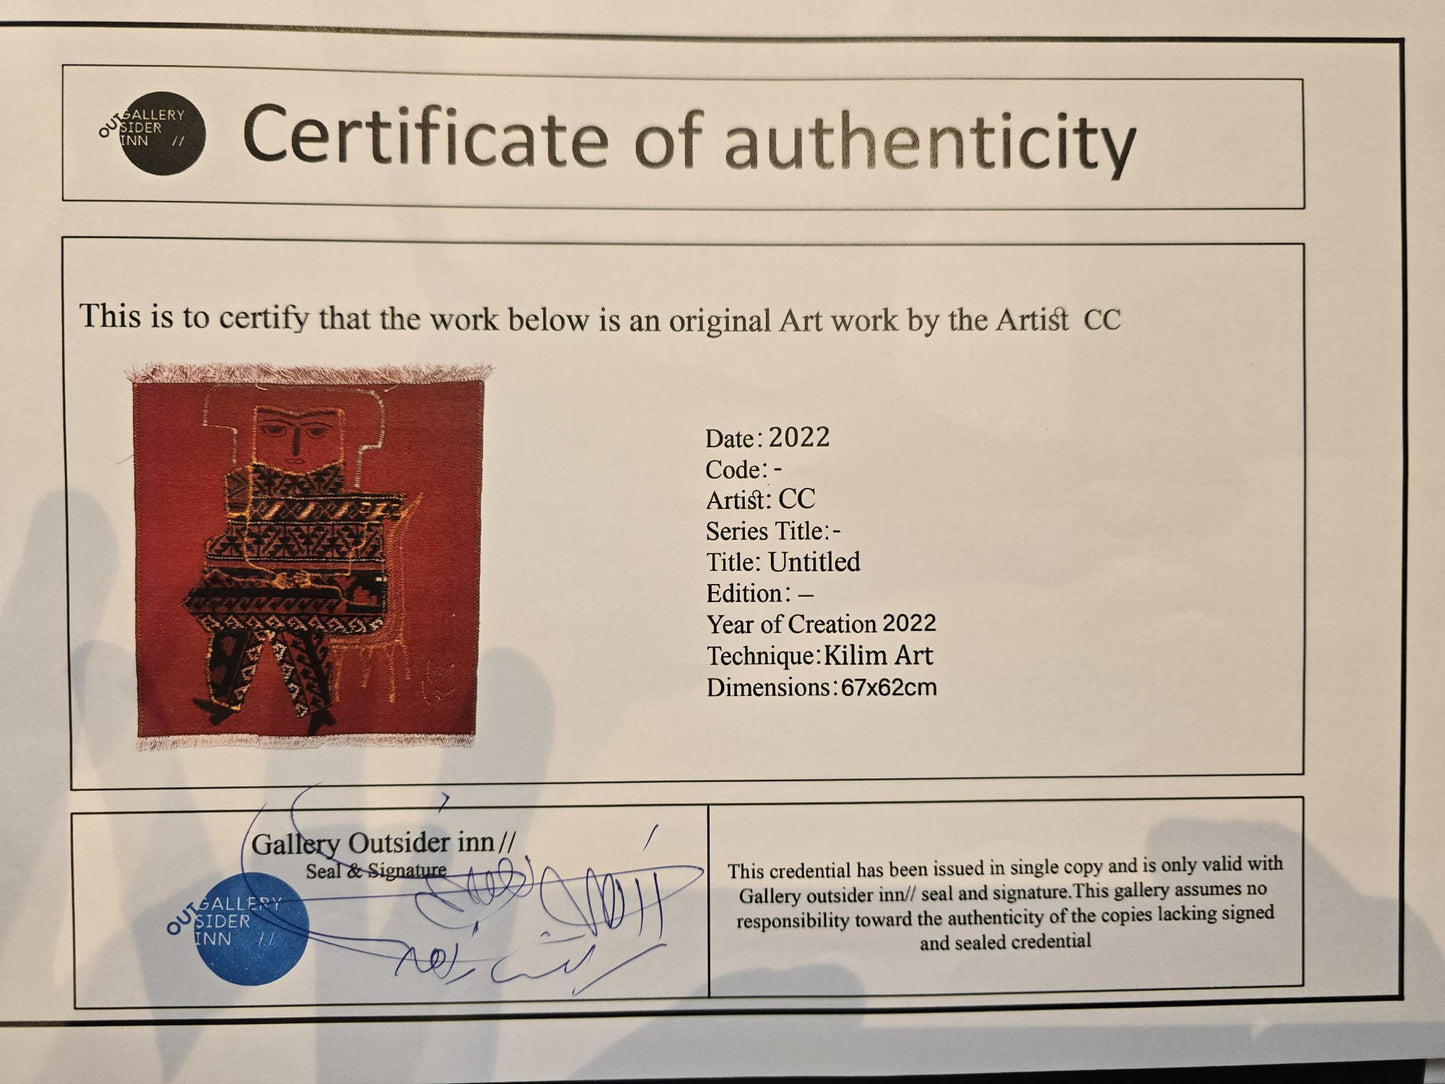 OUT
GALLERY
SIDER
INN //
Certificate of authenticity
This is to certify that the work below is an original Art work by the Artist CC
Date: 2022
Code: -
Artist: CC
Series Title:-
Title: Untitled
Edition: –
Year of Creation 2022
Technique:Kilim Art
Dimensions:67x62cm
Gallery Outsider inn//
Seal & Signature
OUT
GALLERY
SIDER
INN //
This credential has been issued in single copy and is only valid with
Gallery outsider inn// seal and signature.This gallery assumes no
responsibility toward the authenticity of the copies lacking signed
and sealed credential